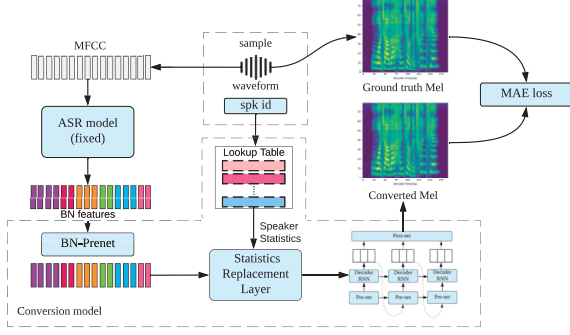 MFCC
sample
waveform
spk id
Ground truth Mel
MAE loss
ASR model
(fixed)
Lookup Table
Converted Mel
BN features
BN-Prenet
Speaker
Statistics
Statistics
Replacement
Layer
Post-net
Decoder
RNN
Decoder
RNN
Decoder
RNN
Pre-net
Pre-net
Pre-net
Conversion model